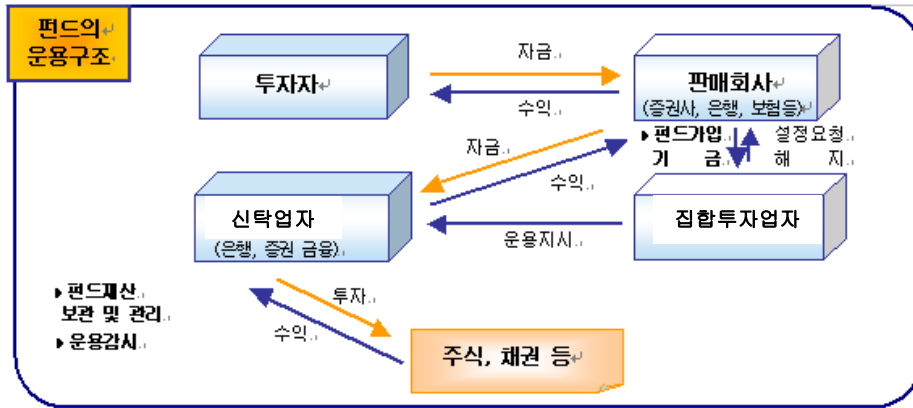 펀드의
운용구조
투자자
자금
수익
판매회사
(증권사, 은행, 보험등)
▶펀드가입
기 금
설정요청
해 지
자금
수익
신탁업자
(은행, 증권 금융)
운용지시
집합투자업자
▶펀드재산
보관 및 관리
▶운용감시
투자
수익
주식, 채권 등